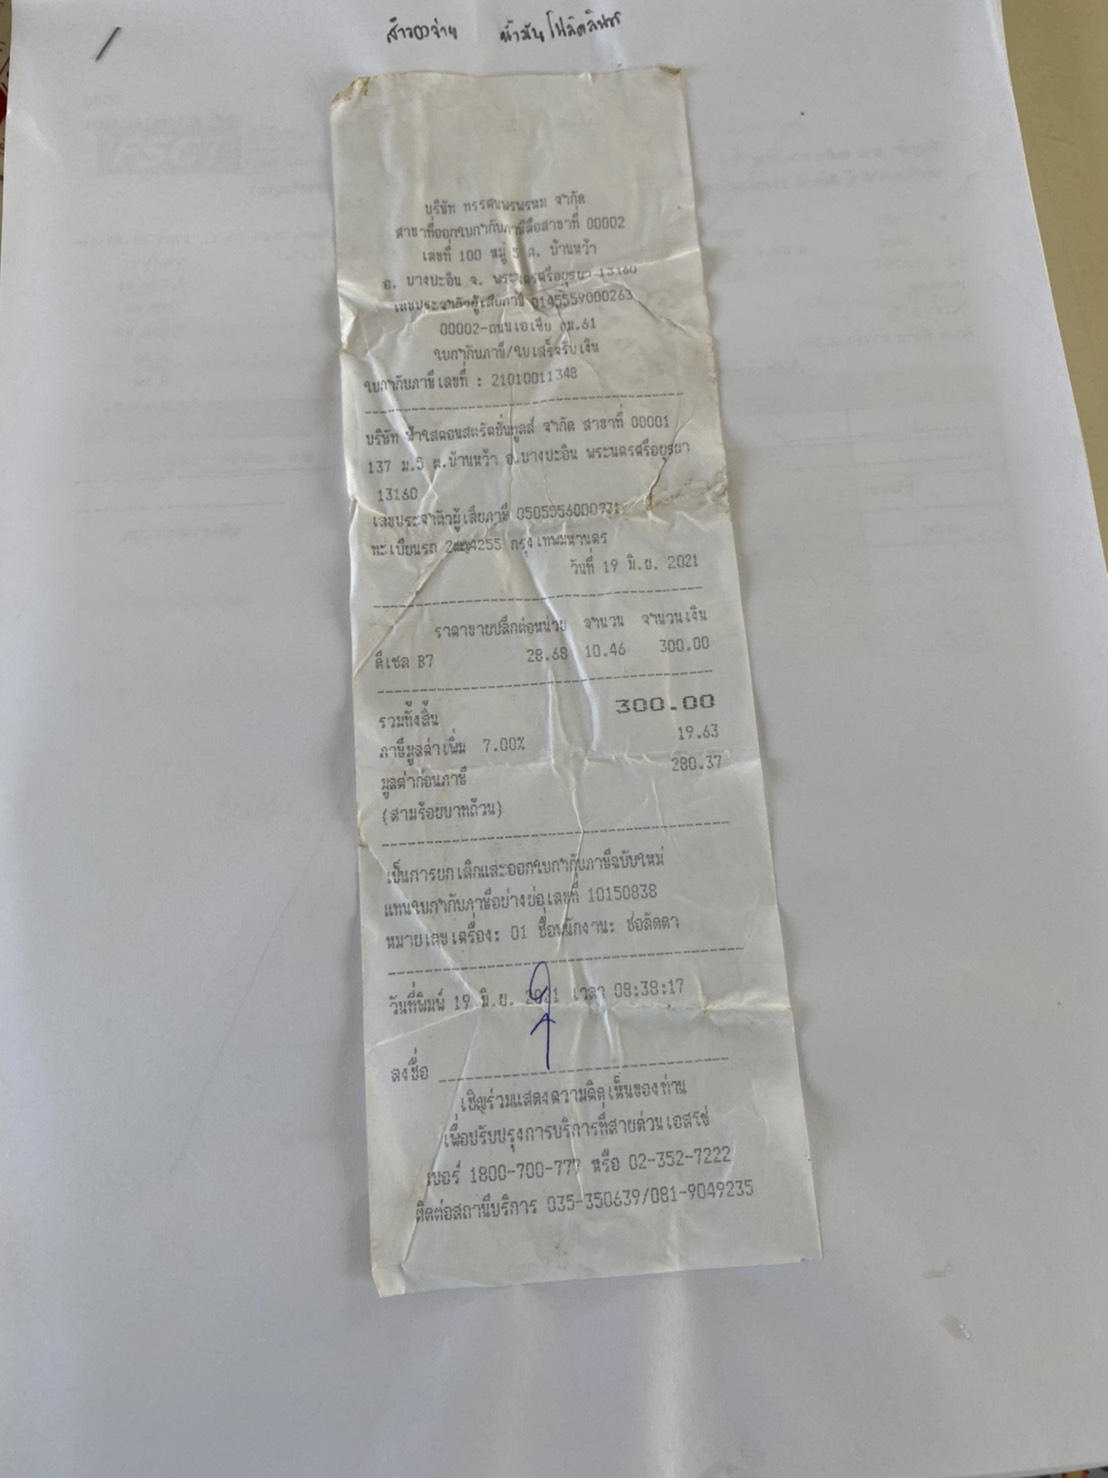 สำรองจ่าย น้ำมันโฟล์คลิฟท์
บริษัท ทรรศนพรพรหม จำกัด
สาขาที่ออกใบกำกับภาษีคือสาขาที่ 00002
เลขที่ 100 หมู่ 5 ต. บ้านหว้า
อ. บางปะอิน จ. พระนครศรีอยุธยา 13160
เลขประจำตัวผู้เสียภาษี 0145559000263
00002-ถนนเอเซีย กม.61
ใบกำกับภาษี/ใบเสร็จรับเงิน
ใบกำกับภาษีเลขที่ : 21010011348
บริษัท ฟ้าใสคอนสตรัคชั่นทูลส์ จำกัด สาขาที่ 00001
137 ม.5 ต.บ้านหว้า อ.บางปะอิน พระนครศรีอยุธยา
13160
เลขประจำตัวผู้เสียภาษี 0505556000771
ทะเบียนรถ กรุงเทพมหานคร
วันที่ 19 มิ.ย. 2021
ราคาขายปลีกต่อหน่วย จำนวน จำนวนเงิน
ดีเซล B7 28.68 10.46 300.00
รวมทั้งสิ้น 300.00
ภาษีมูลค่าเพิ่ม 7.00% 19.63
มูลค่าก่อนภาษี 280.37
(สามร้อยบาทถ้วน)
เป็นการยกเลิกและออกใบกำกับภาษีฉบับใหม่
แทนใบกำกับภาษีอย่างย่อเลขที่ 10150838
หมายเลขเครื่อง: 01 ชื่อพนักงาน: ชอลัดดา
วันที่พิมพ์ 19 มิ.ย. 2021 เวลา 08:38:17
ลงชื่อ
เชิญร่วมแสดงความคิดเห็นของท่าน
เพื่อปรับปรุงการบริการที่สายด่วนเอสโซ่
เบอร์ 1800-700-777 หรือ 02-352-7222
ติดต่อสถานีบริการ 035-350639/081-9049235